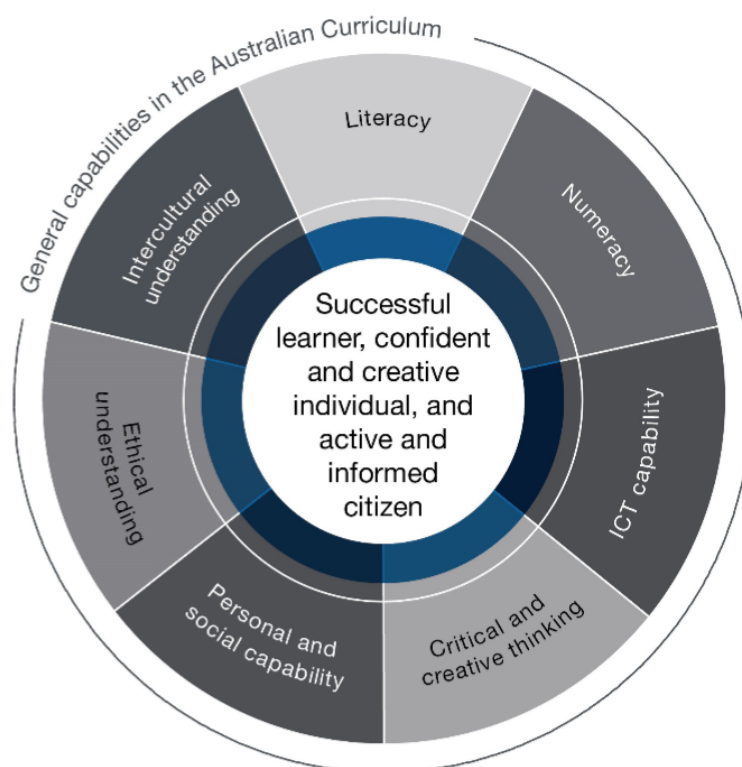 General capabilities in the Australian Curriculum
Literacy
Numeracy
ICT capability
Critical and
creative thinking
Personal and
social capability
Ethical
understanding
Intercultural
understanding
Successful
learner, confident
and creative
individual, and
active and
informed
citizen